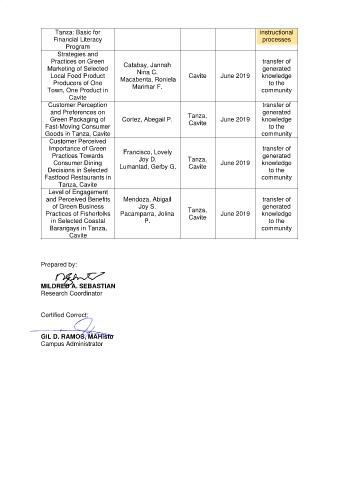 Tanza: Basic for
Financial Literacy
Program
instructional
processes
Strategies and
Practices on Green
Marketing of Selected
Local Food Product
Producers of One
Town, One Product in
Cavite
Catabay, Jannah
Nina C.
Macabenta, Roniela
Marimar F.
Cavite
June 2019
transfer of
generated
knowledge
to the
community
Customer Perception
and Preferences on
Green Packaging of
Fast-Moving Consumer
Goods in Tanza, Cavite
Cortez, Abegail P.
Tanza,
Cavite
June 2019
transfer of
generated
knowledge
to the
community
Customer Perceived
Importance of Green
Practices Towards
Consumer Dining
Decisions in Selected
Fastfood Restaurants in
Tanza, Cavite
Francisco, Lovely
Joy D.
Lumanlad, Gerby G.
Tanza,
Cavite
June 2019
transfer of
generated
knowledge
to the
community
Level of Engagement
and Perceived Benefits
of Green Business
Practices of Fisherfolks
in Selected Coastal
Barangays in Tanza,
Cavite
Mendoza, Abigail
Joy S.
Pacamparra, Jolina
P.
Tanza,
Cavite
June 2019
transfer of
generated
knowledge
to the
community
Prepared by:
MILDRED A. SEBASTIAN
Research Coordinator
Certified Correct:
GIL D. RAMOS, MAHisto
Campus Administrator